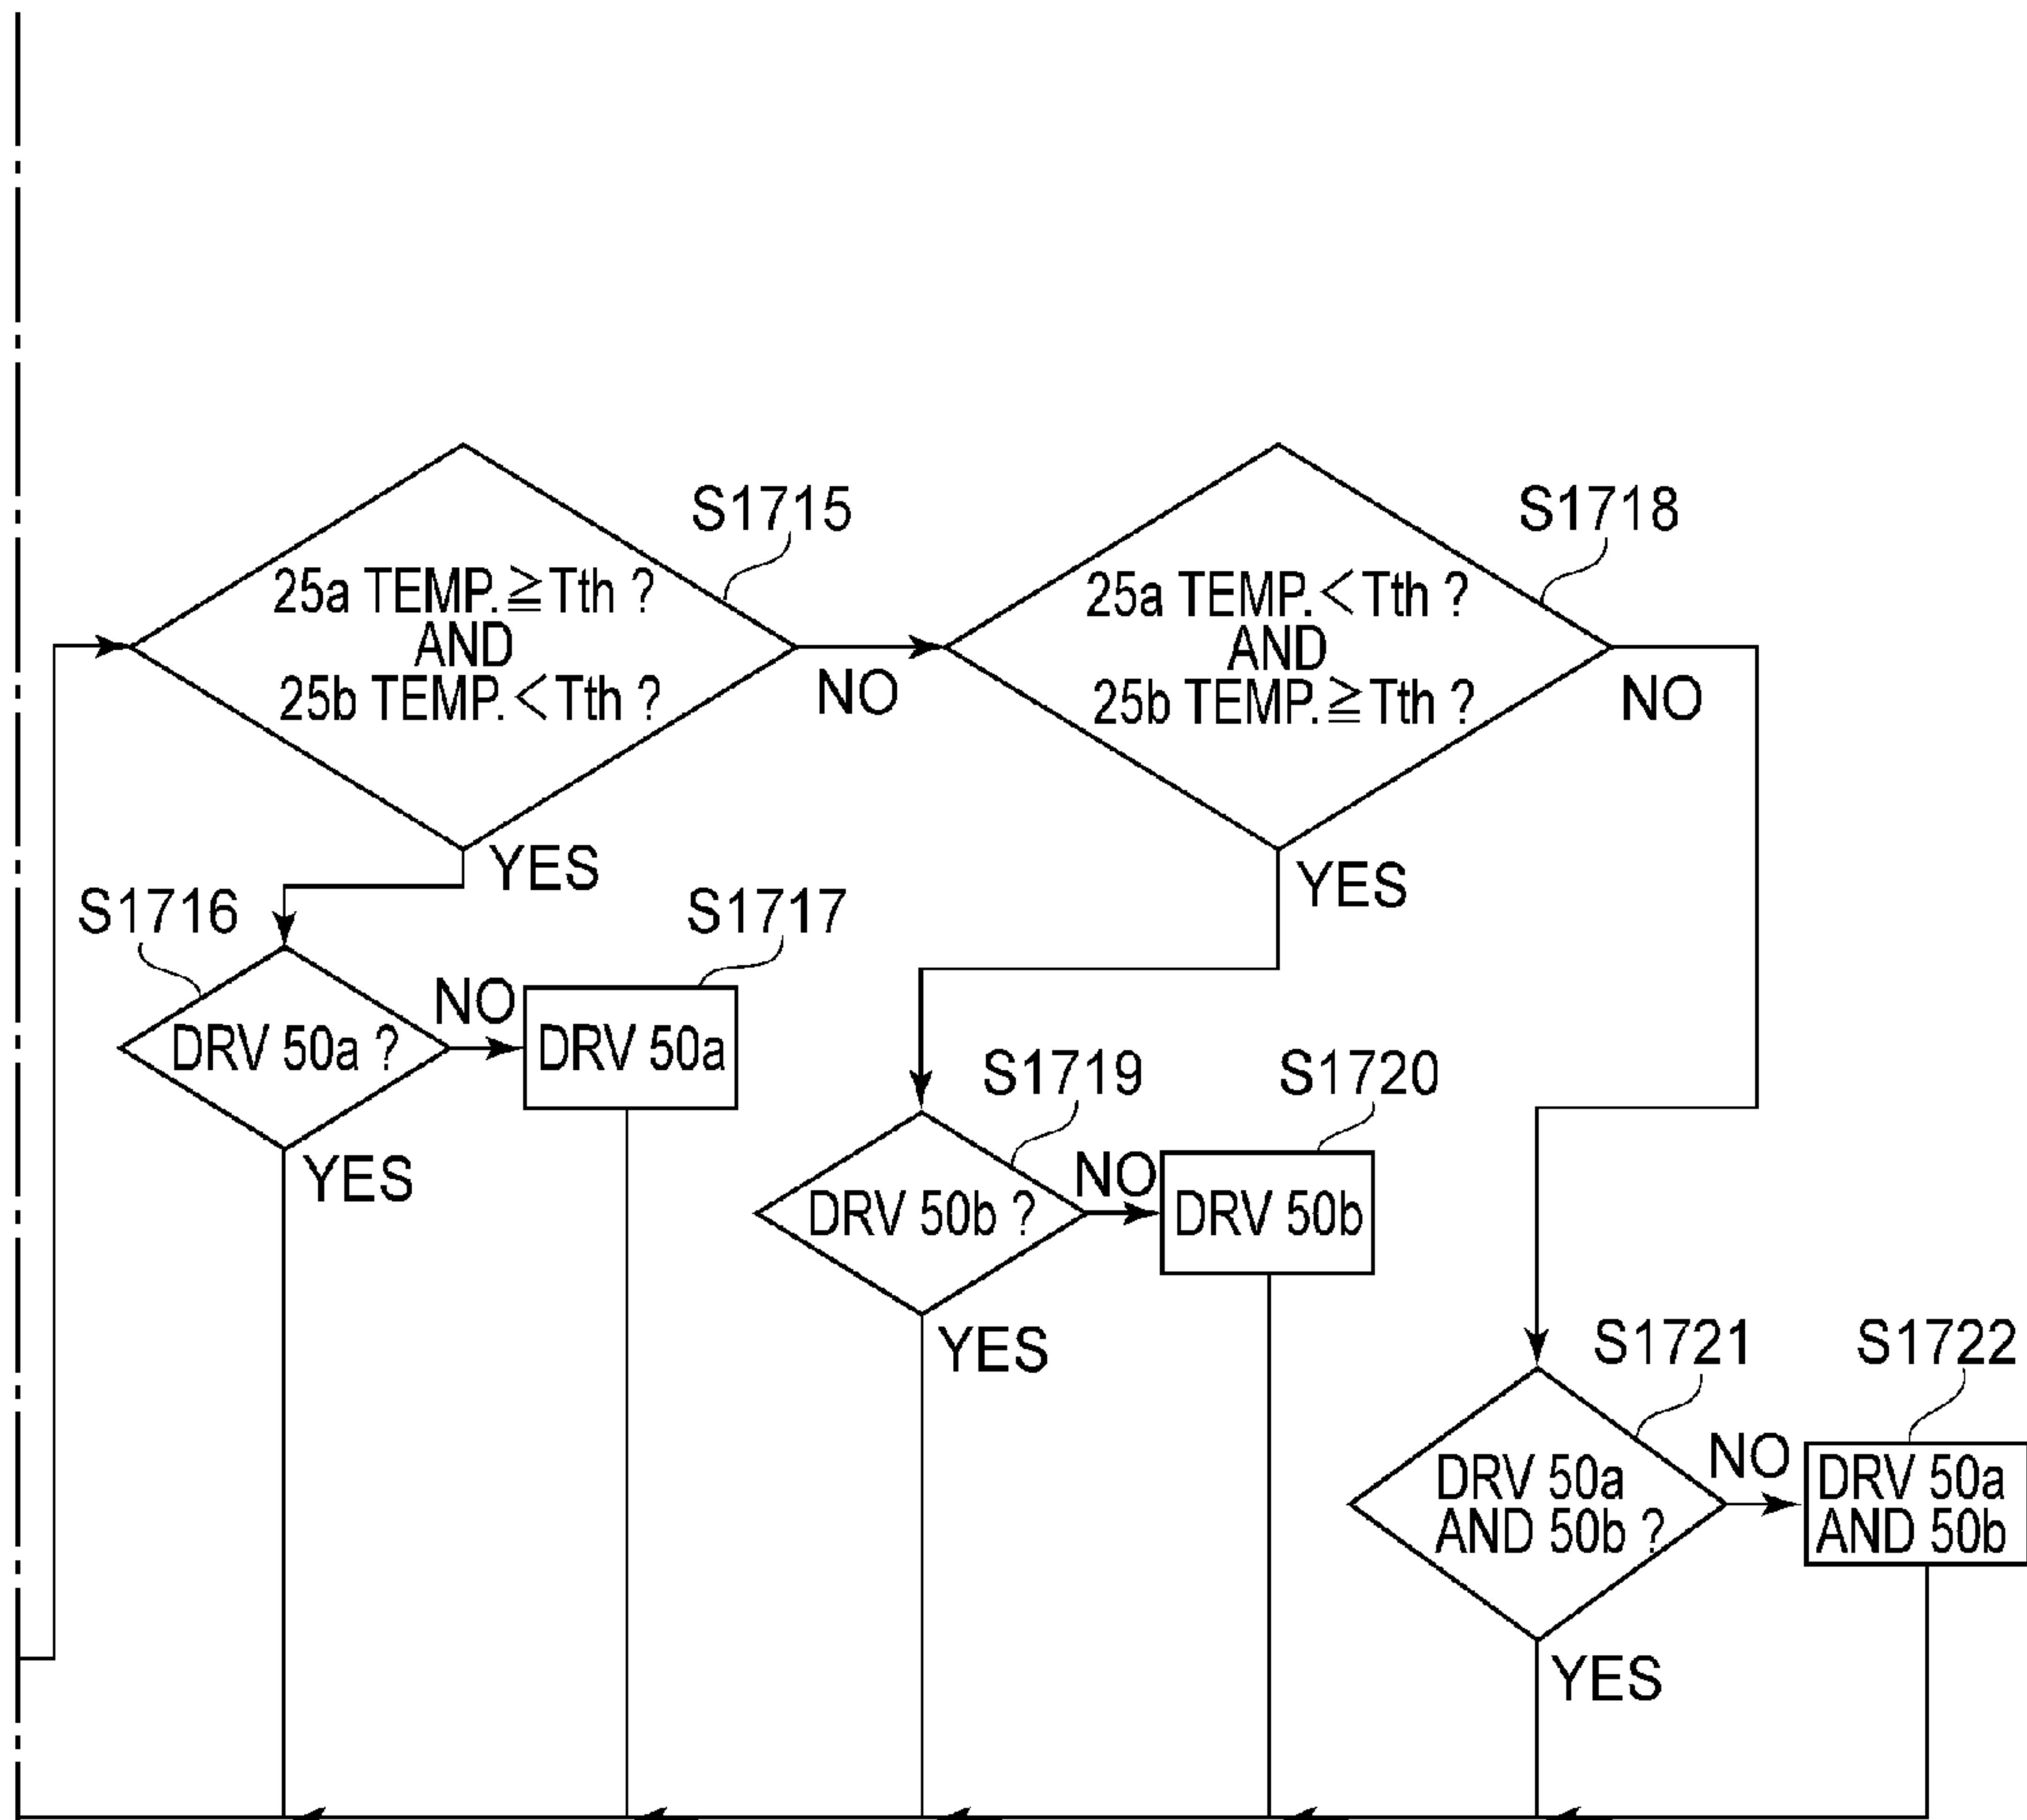 S1715
25a TEMP.≧Tth ?
AND
25b TEMP.<Tth ?
NO
YES
S1718
25a TEMP.<Tth ?
AND
25b TEMP.≧Tth ?
NO
YES
S1716
DRV 50a ?
NO
YES
S1717
DRV 50a
S1719
DRV 50b ?
NO
YES
S1720
DRV 50b
S1721
DRV 50a
AND 50b ?
NO
YES
S1722
DRV 50a
AND 50b